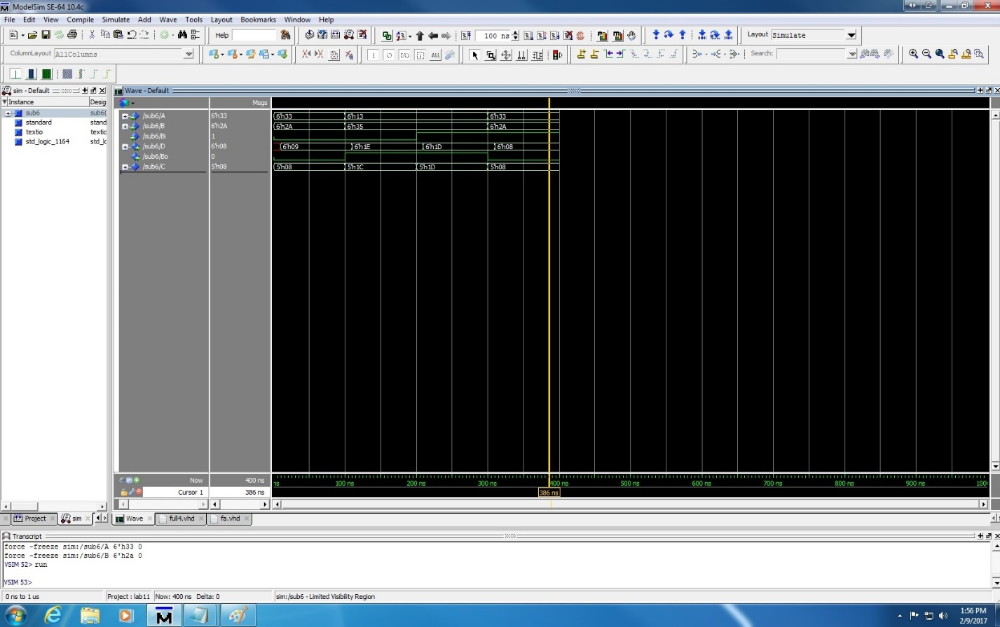 ModelSim SE-64 10.4c
File Edit View Compile Simulate Add Wave Tools Layout Bookmarks Window Help
Help 100 ns Layout Simulate
ColumnLayout AllColumns ALL Search:
sim - Default Wave - Default
Instance Desig Msgs
sub6 sub6(
standard stand
textio textio
std_logic_1164 std_lo
/sub6/A 6'h33 6'h33 6'h13 6'h33
/sub6/B 6'h2A 6'h2A 6'h35 6'h2A
/sub6/Bi 1
/sub6/D 6'h08 6'h09 6'h1E 6'h1D 6'h08
/sub6/Bo 0
/sub6/C 5'h08 5'h08 5'h1C 5'h1D 5'h08
Now 400 ns ns 100 ns 200 ns 300 ns 400 ns 500 ns 600 ns 700 ns 800 ns 900 ns 100
Cursor 1 386 ns 386 ns
Project sim Wave full4.vhd fa.vhd
Transcript
force -freeze sim:/sub6/A 6'h33 0
force -freeze sim:/sub6/B 6'h2a 0
VSIM 52> run
VSIM 53>
0 ns to 1 us Project : lab11 Now: 400 ns Delta: 0 sim:/sub6 - Limited Visibility Region
1:56 PM
2/9/2017